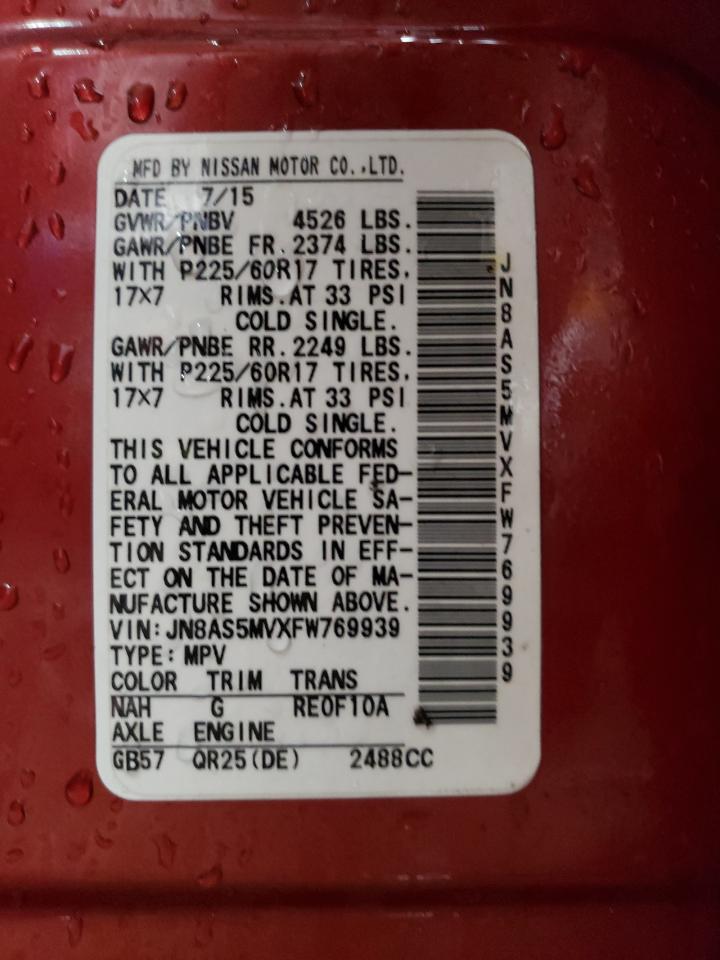 MFD BY NISSAN MOTOR CO.,LTD.
DATE 7/15
GVWR/PNBV 4526 LBS.
GAWR/PNBE FR.2374 LBS.
WITH P225/60R17 TIRES.
17×7 RIMS.AT 33 PSI
COLD SINGLE.
GAWR/PNBE RR.2249 LBS.
WITH P225/60R17 TIRES.
17×7 RIMS.AT 33 PSI
COLD SINGLE.
THIS VEHICLE CONFORMS
TO ALL APPLICABLE FED-
ERAL MOTOR VEHICLE SA-
FETY AND THEFT PREVEN-
TION STANDARDS IN EFF-
ECT ON THE DATE OF MA-
NUFACTURE SHOWN ABOVE.
VIN:JN8AS5MVXFW769939
TYPE:MPV
COLOR TRIM TRANS
NAH G RE0F10A
AXLE ENGINE
GB57 QR25(DE) 2488CC
JN8AS5MVXFW769939